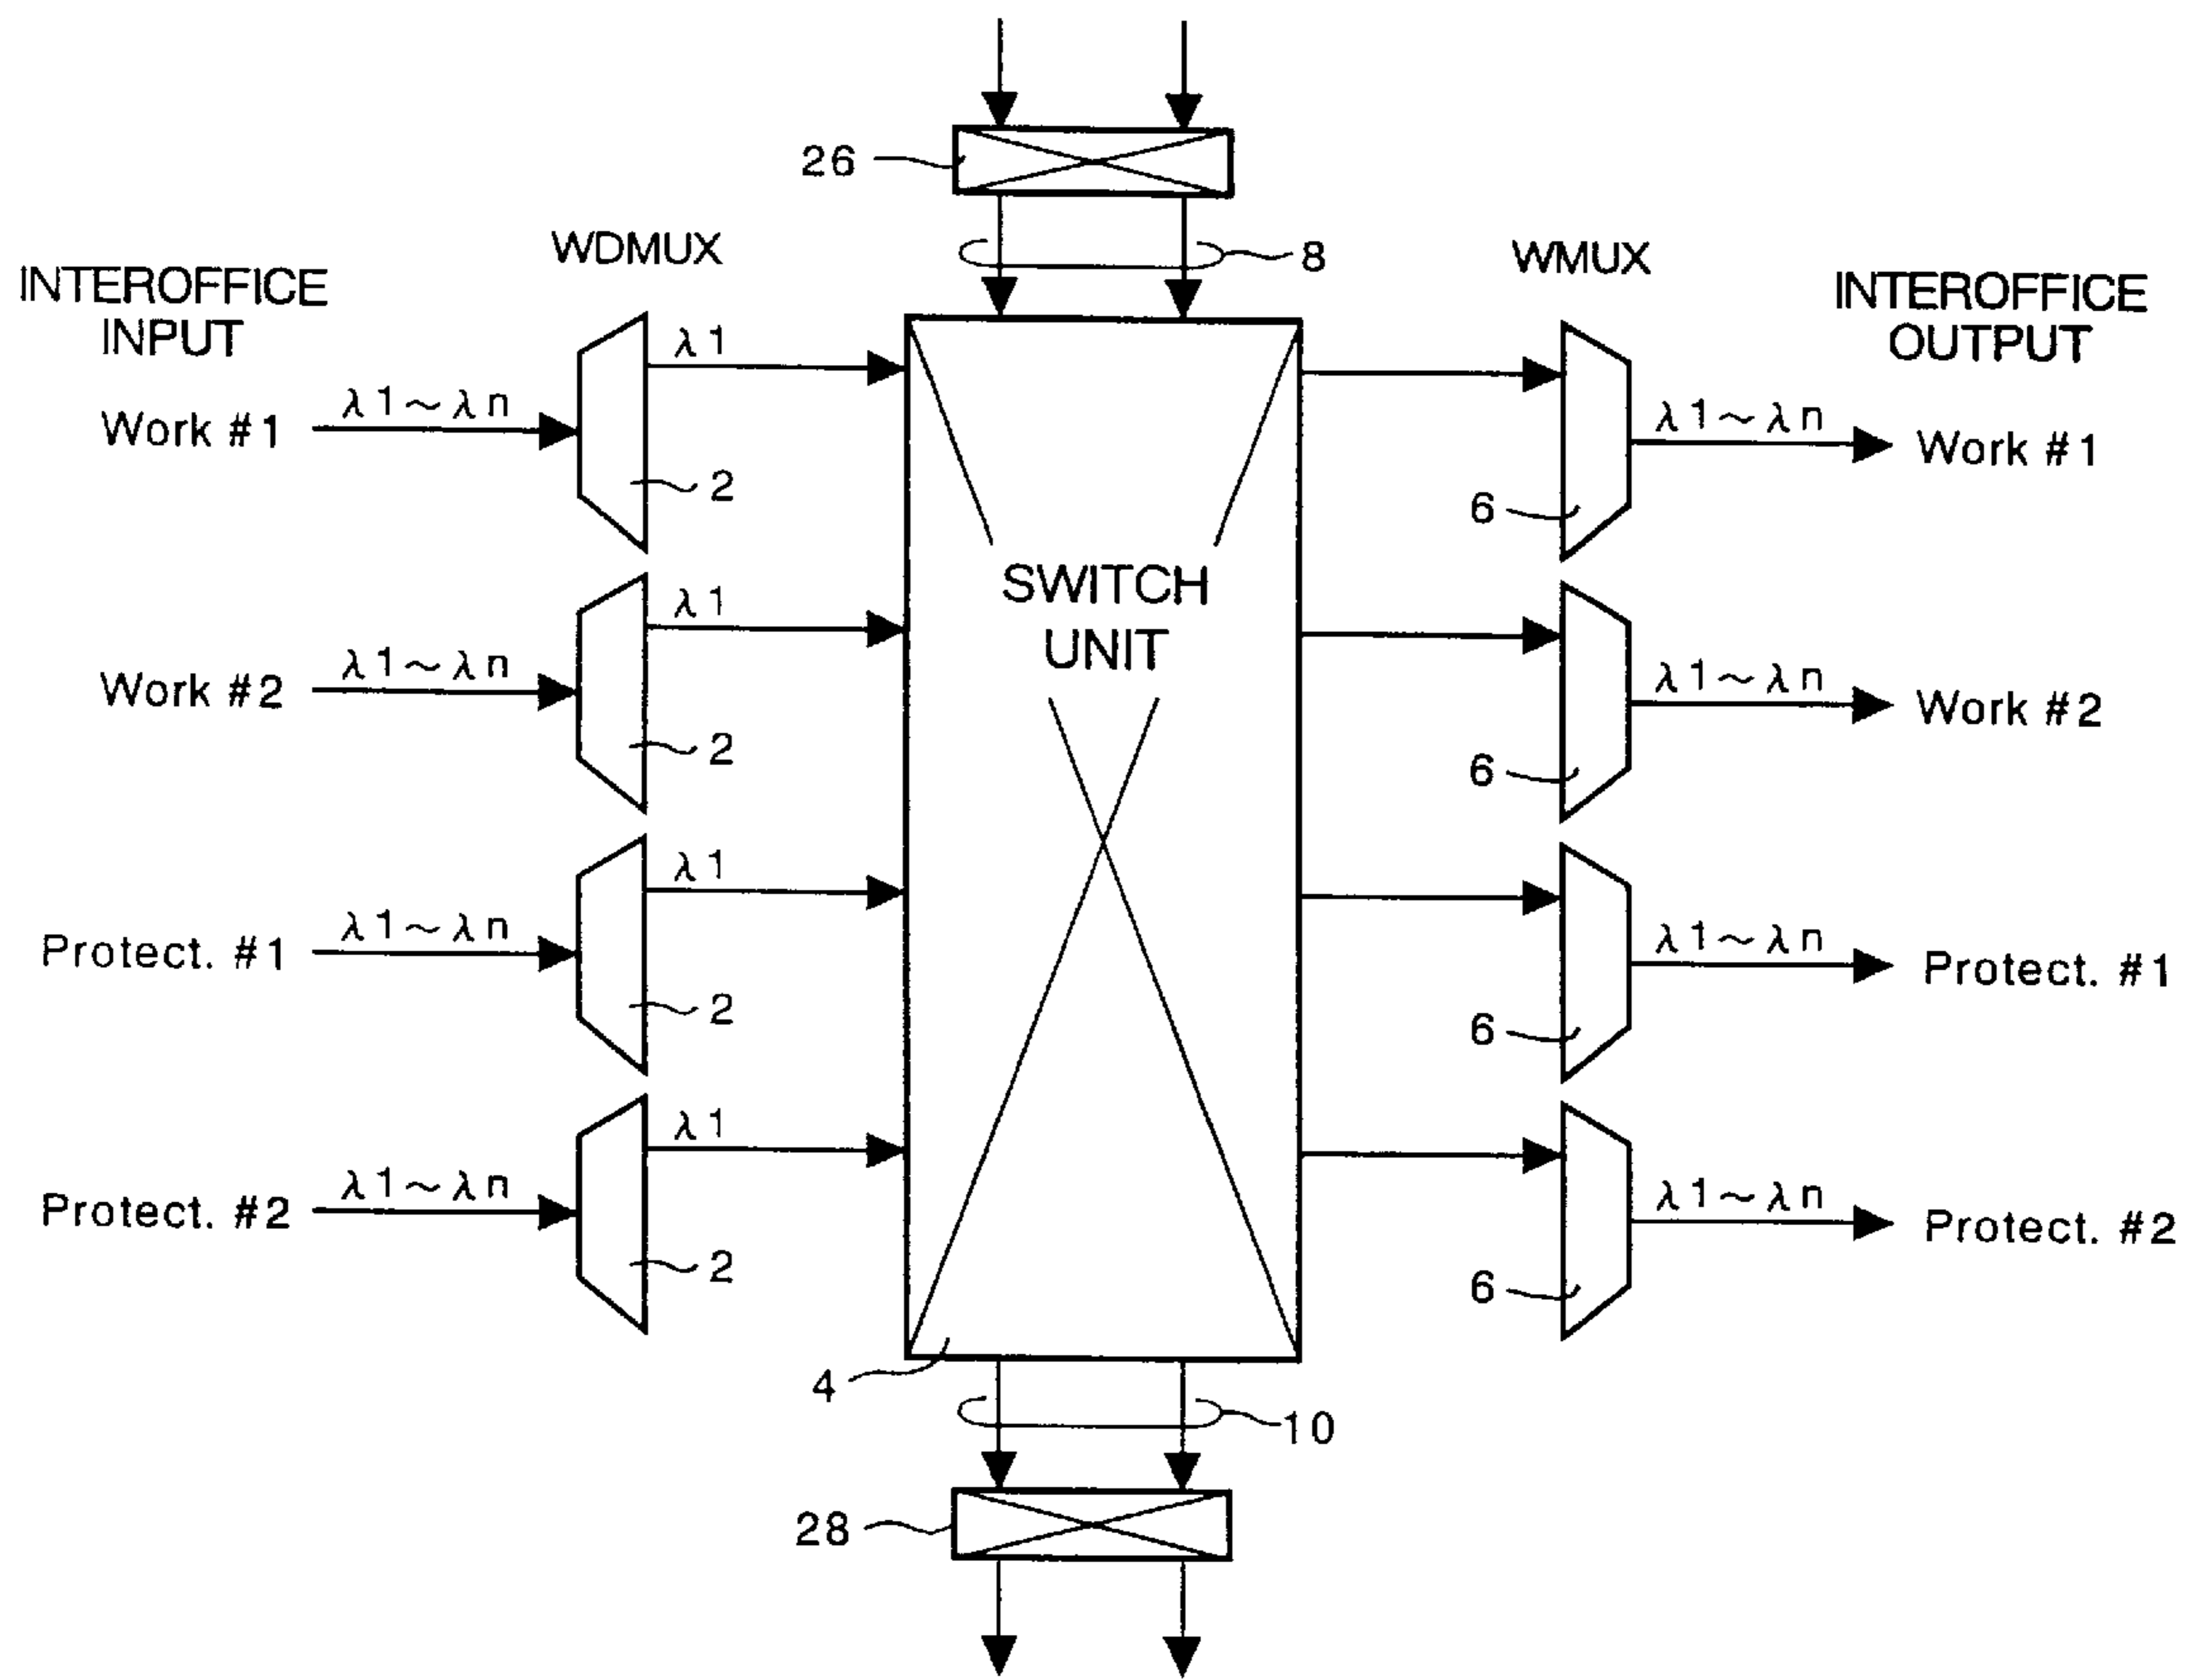 26
8
WDMUX
WMUX
INTEROFFICE
INPUT
INTEROFFICE
OUTPUT
λ1
Work #1
λ1~λn
λ1~λn
Work #1
2
6
SWITCH
UNIT
λ1
Work #2
λ1~λn
λ1~λn
Work #2
2
6
λ1
Protect. #1
λ1~λn
λ1~λn
Protect. #1
2
6
λ1
Protect. #2
λ1~λn
λ1~λn
Protect. #2
2
6
4
10
28